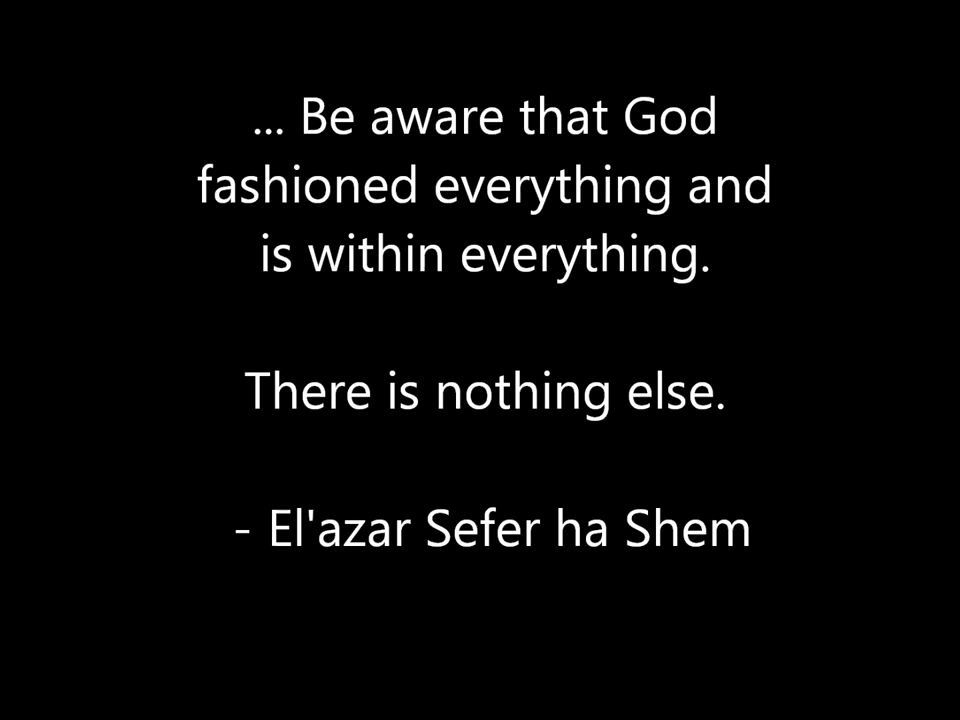 ... Be aware that God
fashioned everything and
is within everything.
There is nothing else.
- El'azar Sefer ha Shem